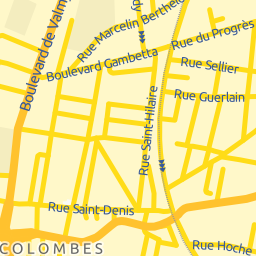 Boulevard de Valm
Rue Marcelin Berthelo
Rue du Progrès
Boulevard Gambetta
Rue Sellier
Rue Guerlain
Rue Saint-Hilaire
Rue Saint-Denis
COLOMBES
Rue Hoche